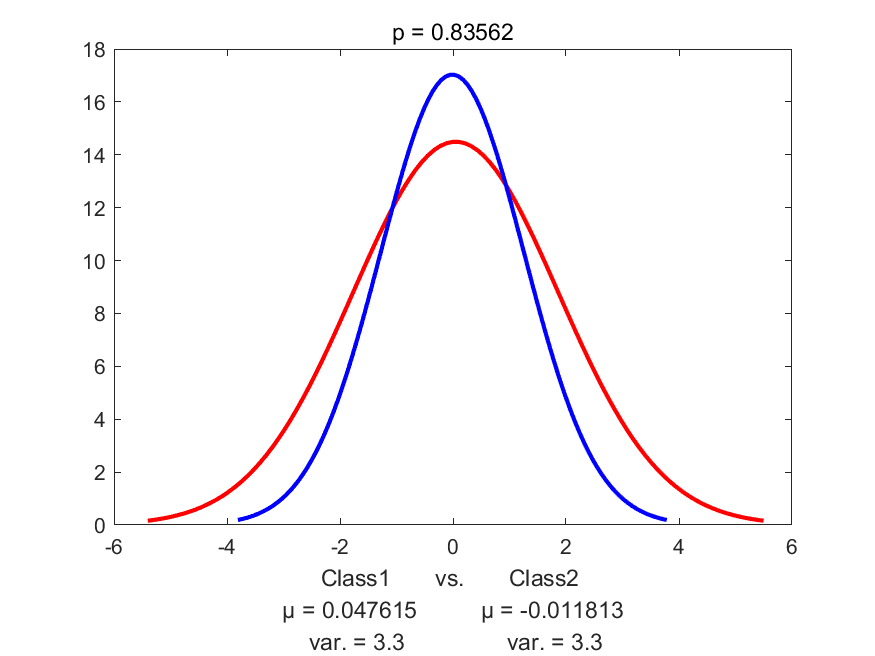 p = 0.83562
18
16
14
12
10
8
6
4
2
0
-6 -4 -2 0 2 4 6
Class1 vs. Class2
μ = 0.047615 μ = -0.011813
var. = 3.3 var. = 3.3